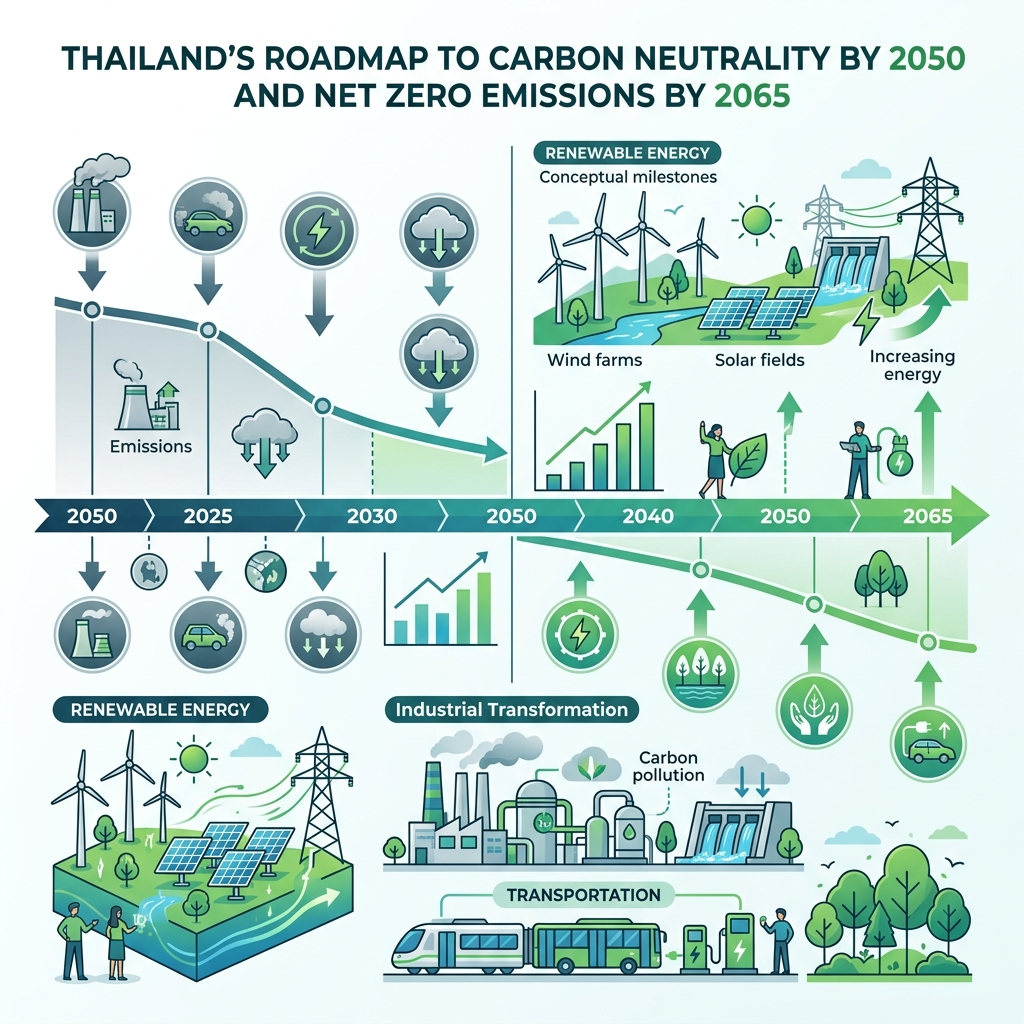 THAILAND'S ROADMAP TO CARBON NEUTRALITY BY 2050
AND NET ZERO EMISSIONS BY 2065
RENEWABLE ENERGY
Conceptual milestones
Wind farms
Solar fields
Increasing
energy
Emissions
2050
2025
2030
2050
2040
2050
2065
RENEWABLE ENERGY
Industrial Transformation
Carbon
pollution
TRANSPORTATION